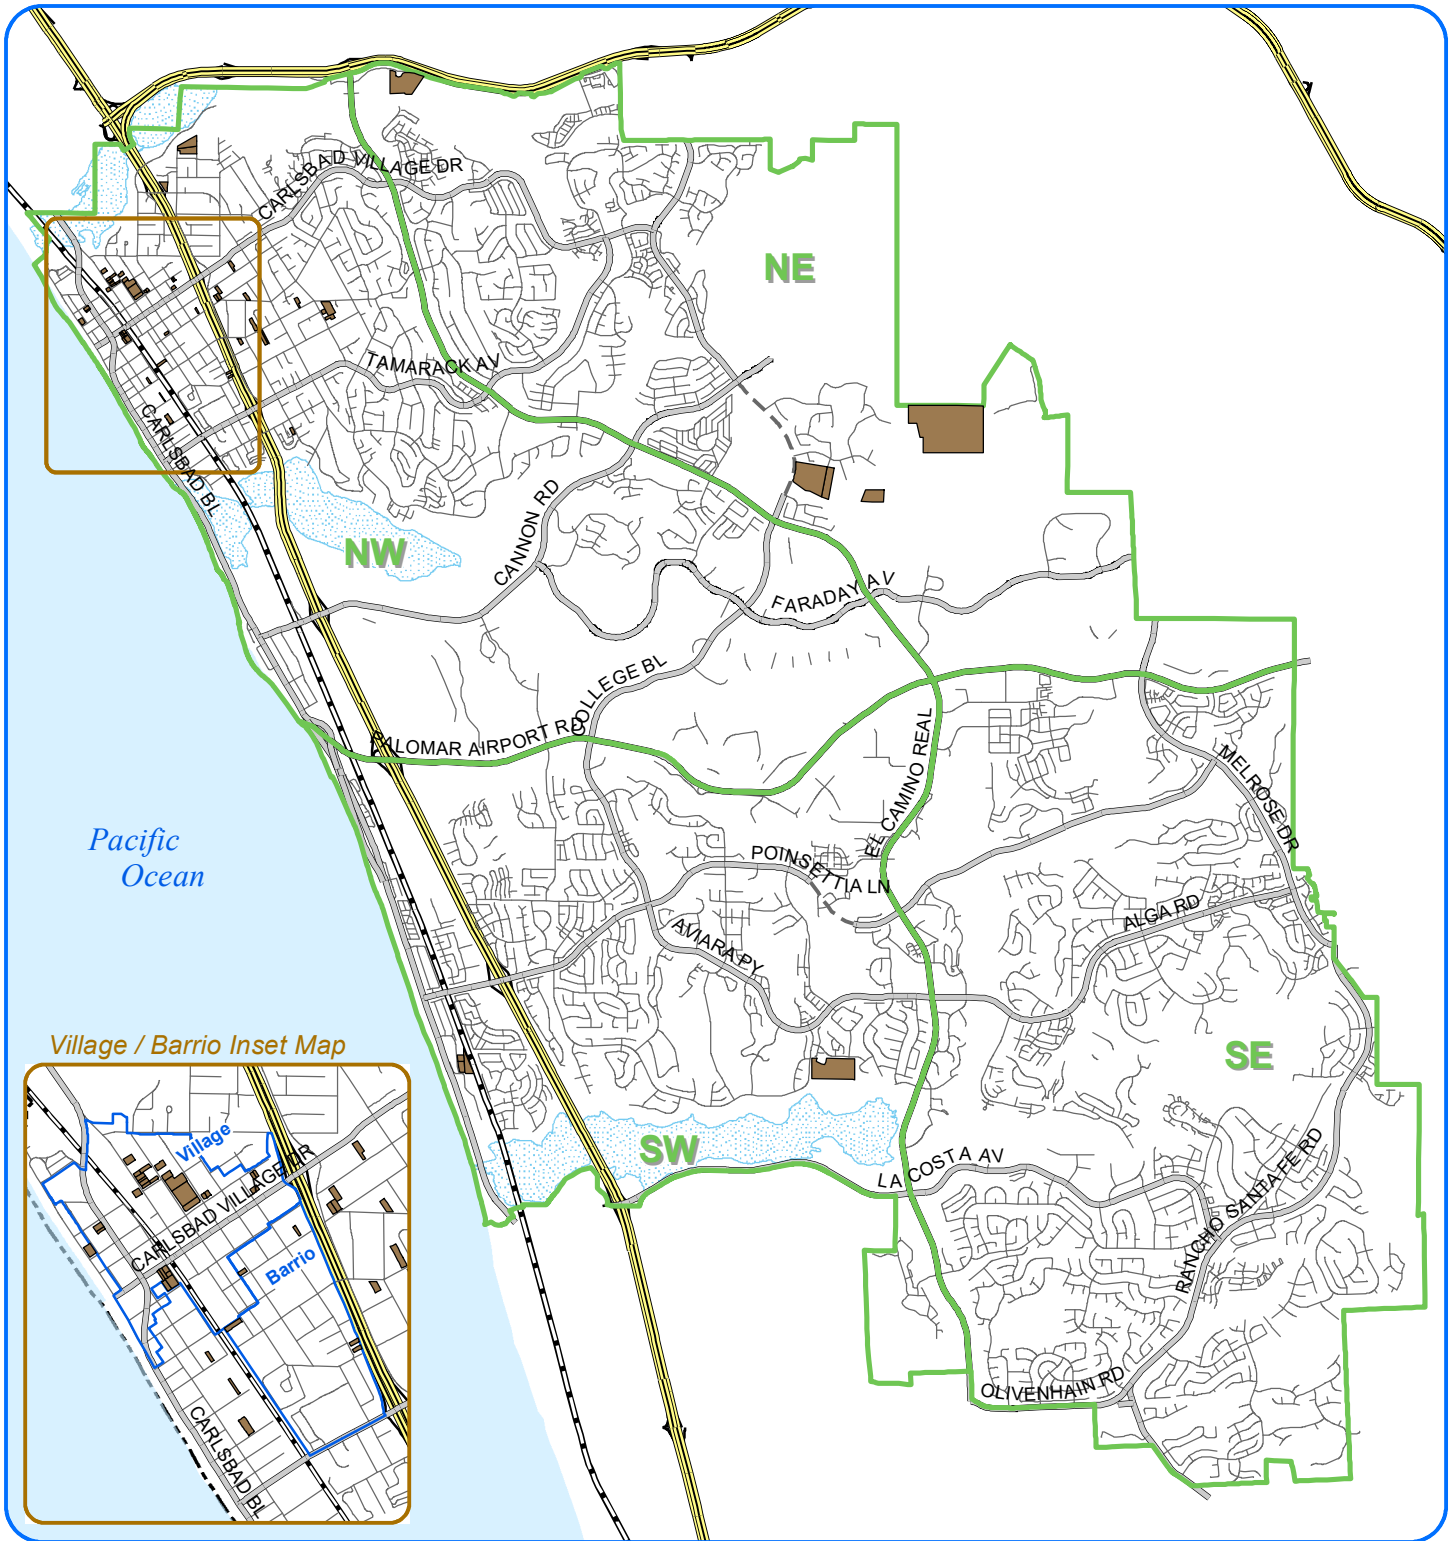 CARLSBAD VILLAGE DR
NE
TAMARACK AV
CARLSBAD BL
CANNON RD
NW
FARADAY AV
COLLEGE BL
PALOMAR AIRPORT RD
EL CAMINO REAL
MELROSE DR
Pacific
Ocean
POINSETTIA LN
ALGA RD
AVIARA PY
Village / Barrio Inset Map
SE
Village
SW
CARLSBAD VILLAGE DR
LA COSTA AV
RANCHO SANTA FE RD
Barrio
OLIVENHAIN RD
CARLSBAD BL